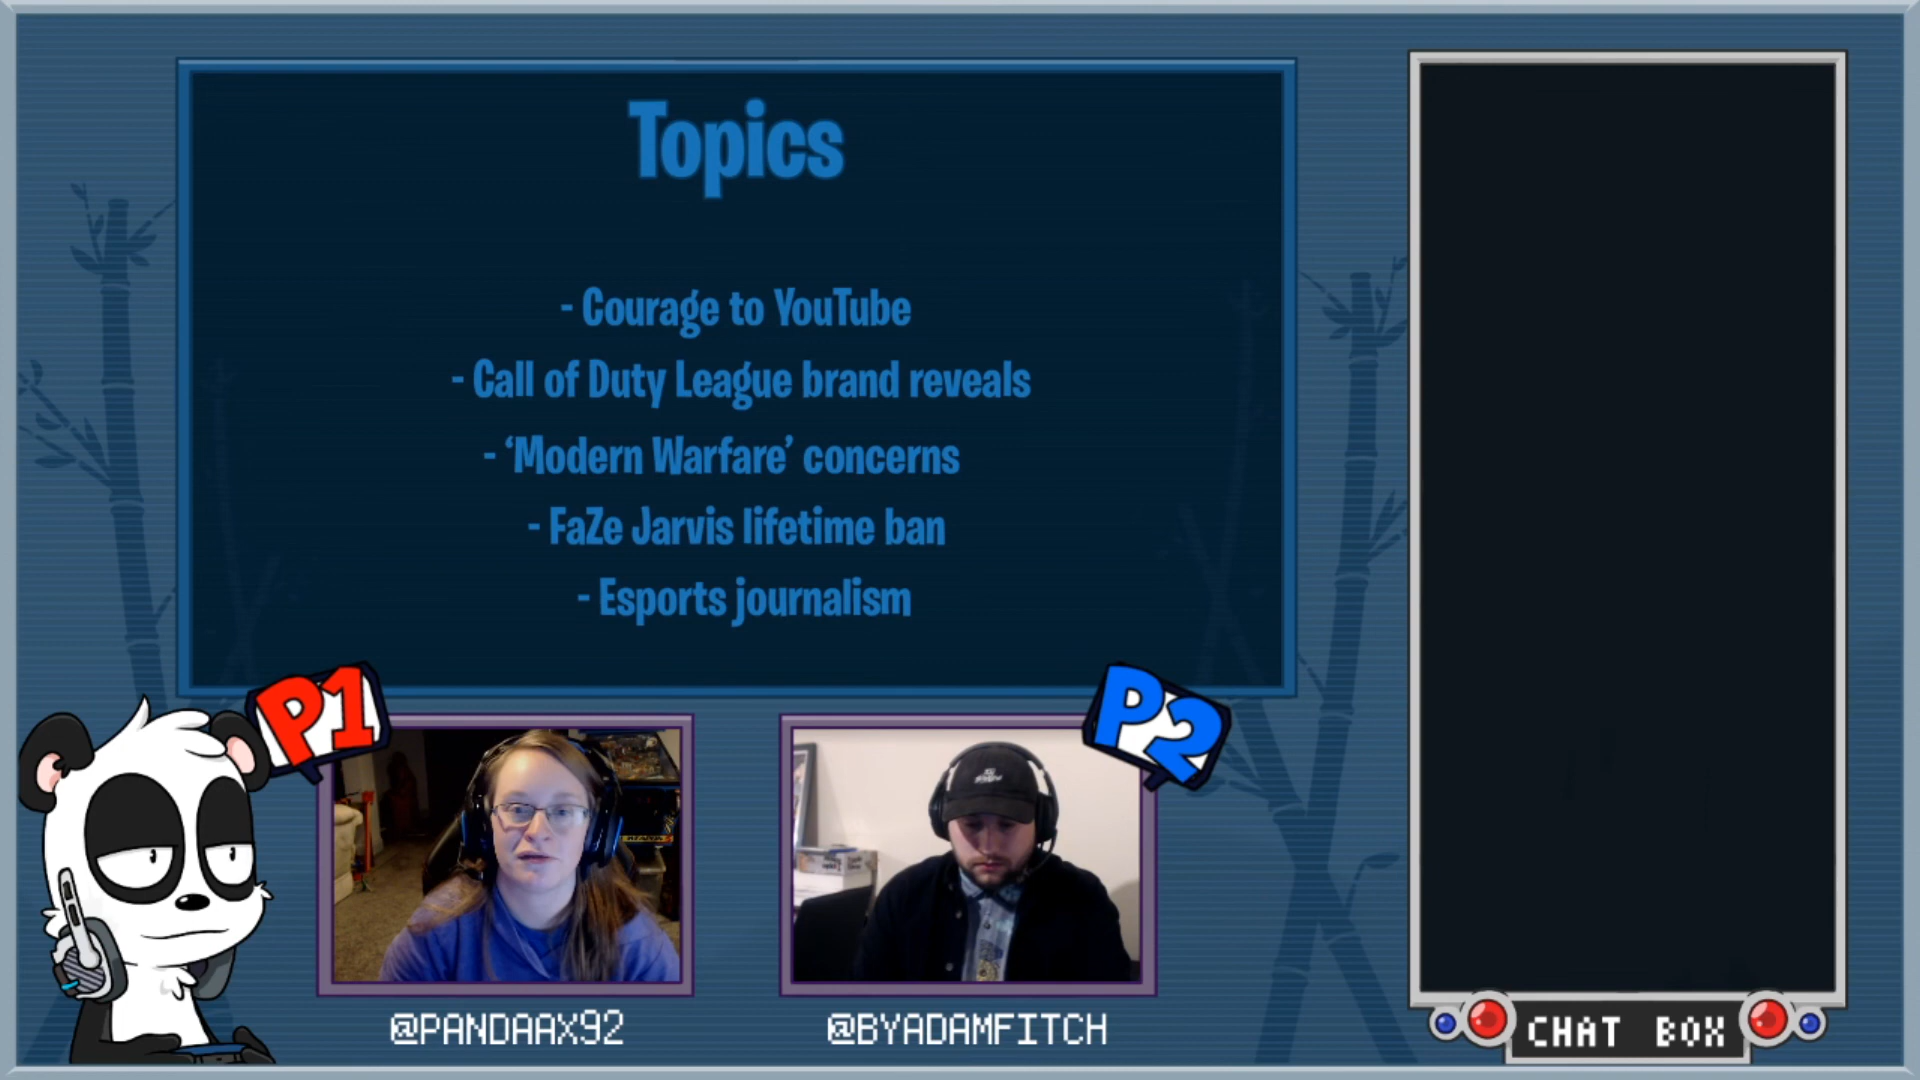 Topics
- Courage to YouTube
- Call of Duty League brand reveals
- ‘Modern Warfare’ concerns
- FaZe Jarvis lifetime ban
- Esports journalism
P1
P2
@PANDAAX92
@BYADAMFITCH
CHAT BOX